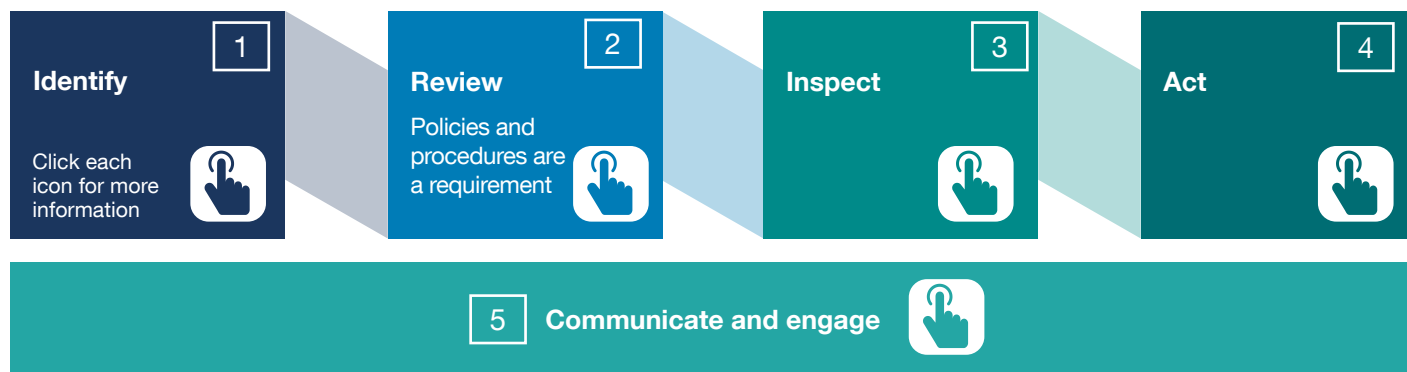 1
Identify
Click each
icon for more
information
2
Review
Policies and
procedures are
a requirement
3
Inspect
4
Act
5 Communicate and engage